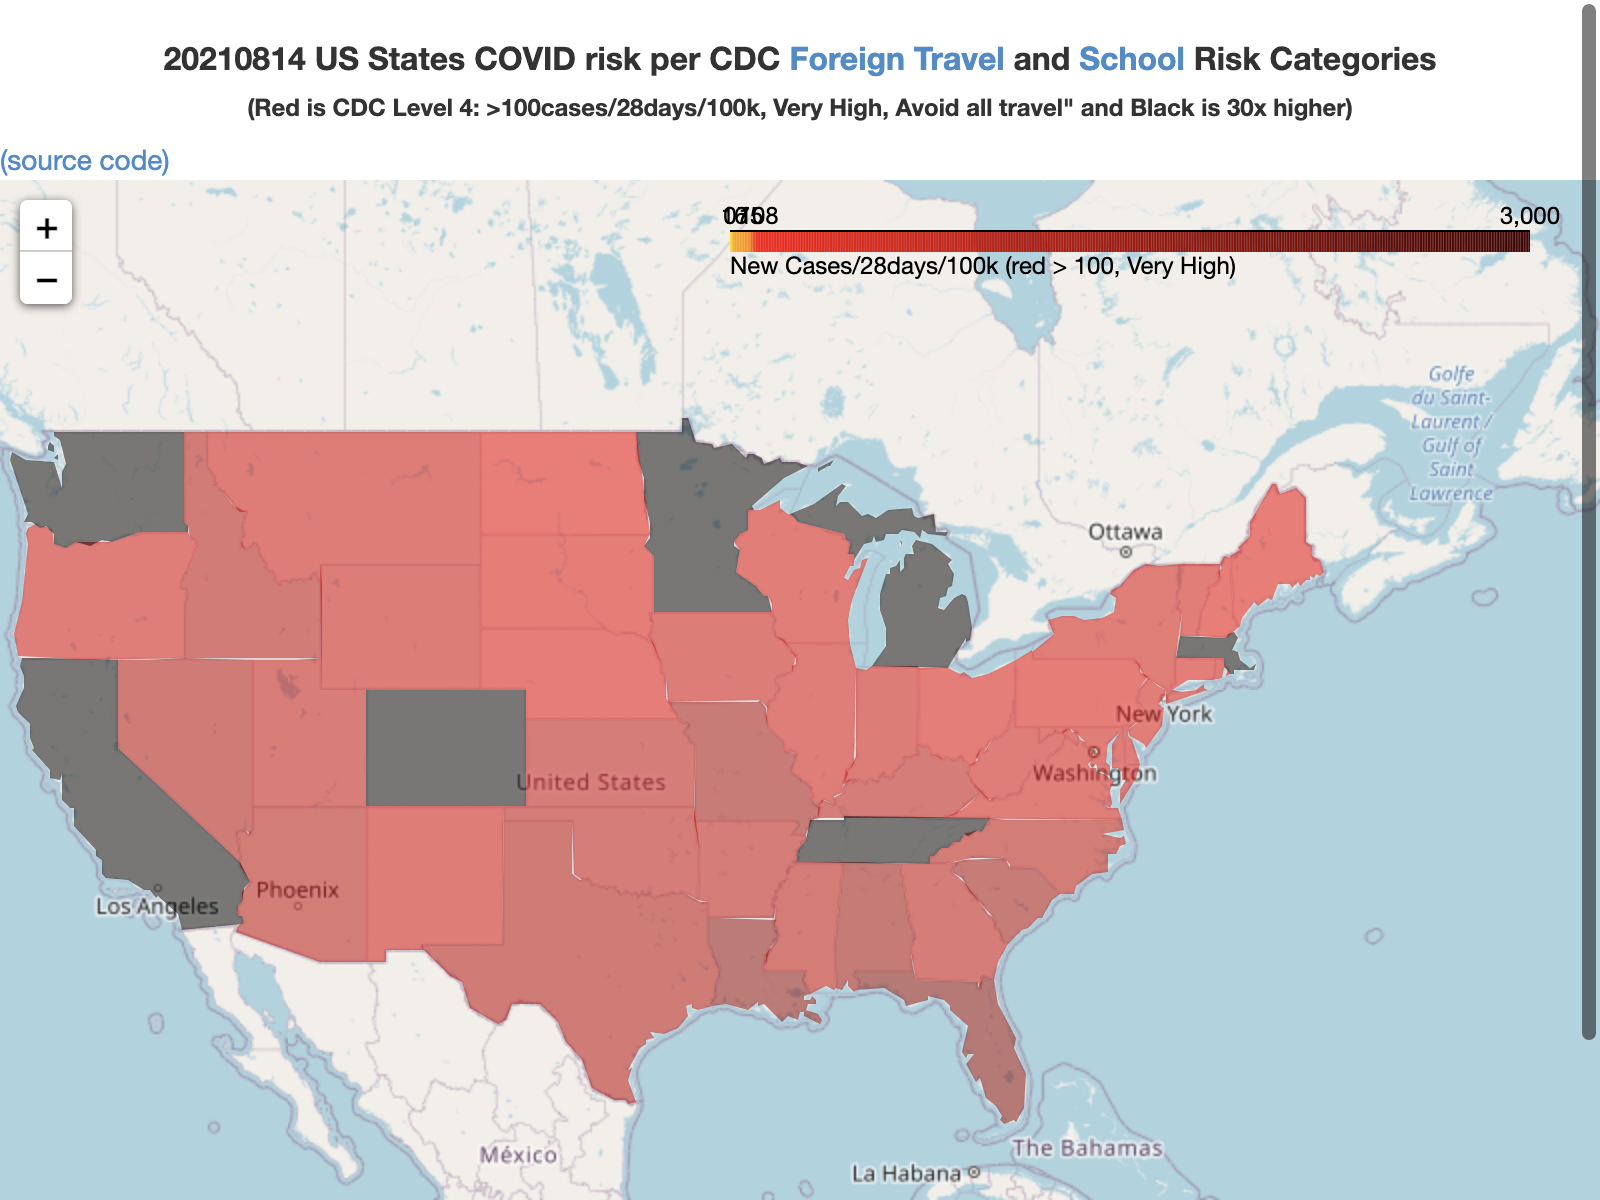 20210814 US States COVID risk per CDC Foreign Travel and School Risk Categories
(Red is CDC Level 4: >100cases/28days/100k, Very High, Avoid all travel" and Black is 30x higher)
(source code)
+
−
3,000
New Cases/28days/100k (red > 100, Very High)
Golfe
du Saint-
Laurent /
Gulf of
Saint
Lawrence
Ottawa
New York
Washington
United States
Phoenix
Los Angeles
México
The Bahamas
La Habana